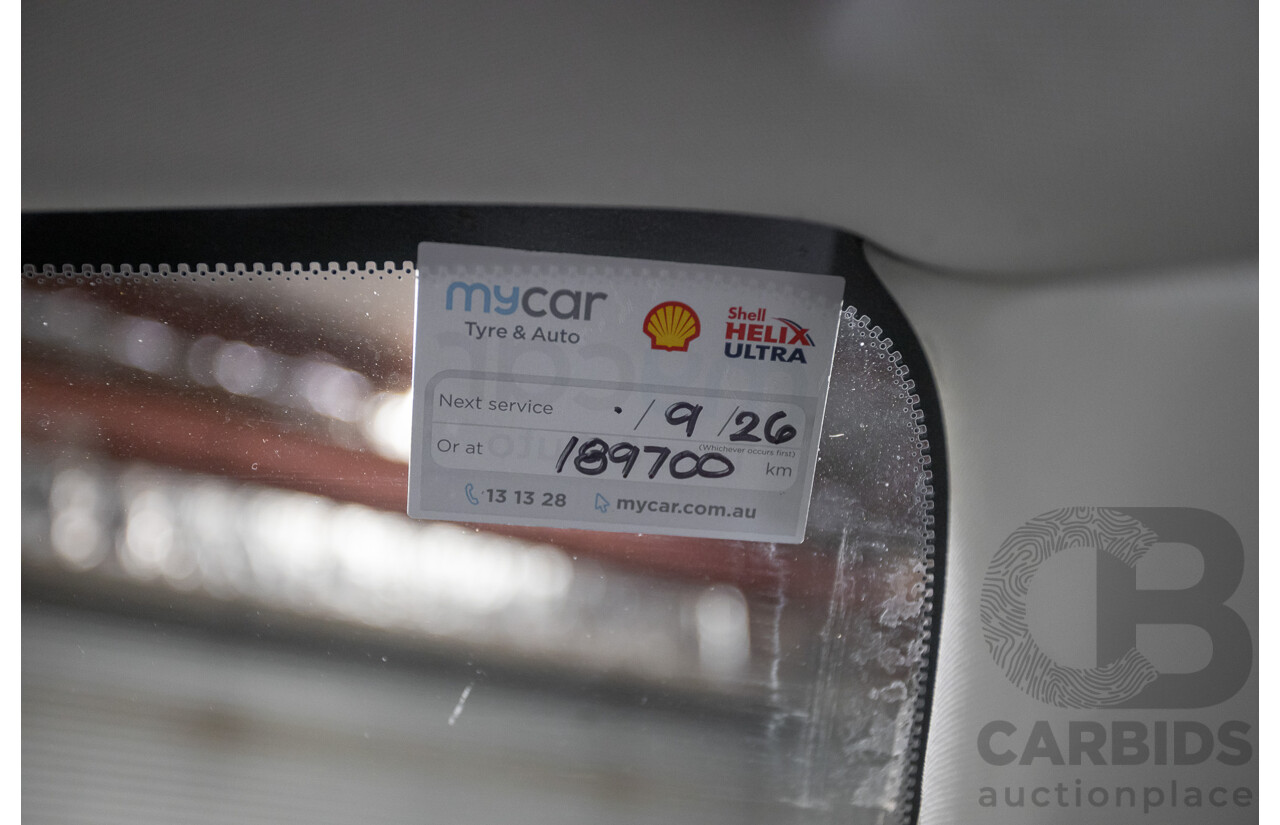 mycar
Tyre & Auto
Shell
HELIX
ULTRA
Next service ·/9/26
(Whichever occurs first)
Or at 189700 km
13 13 28 mycar.com.au
CB
CARBIDS
auctionplace